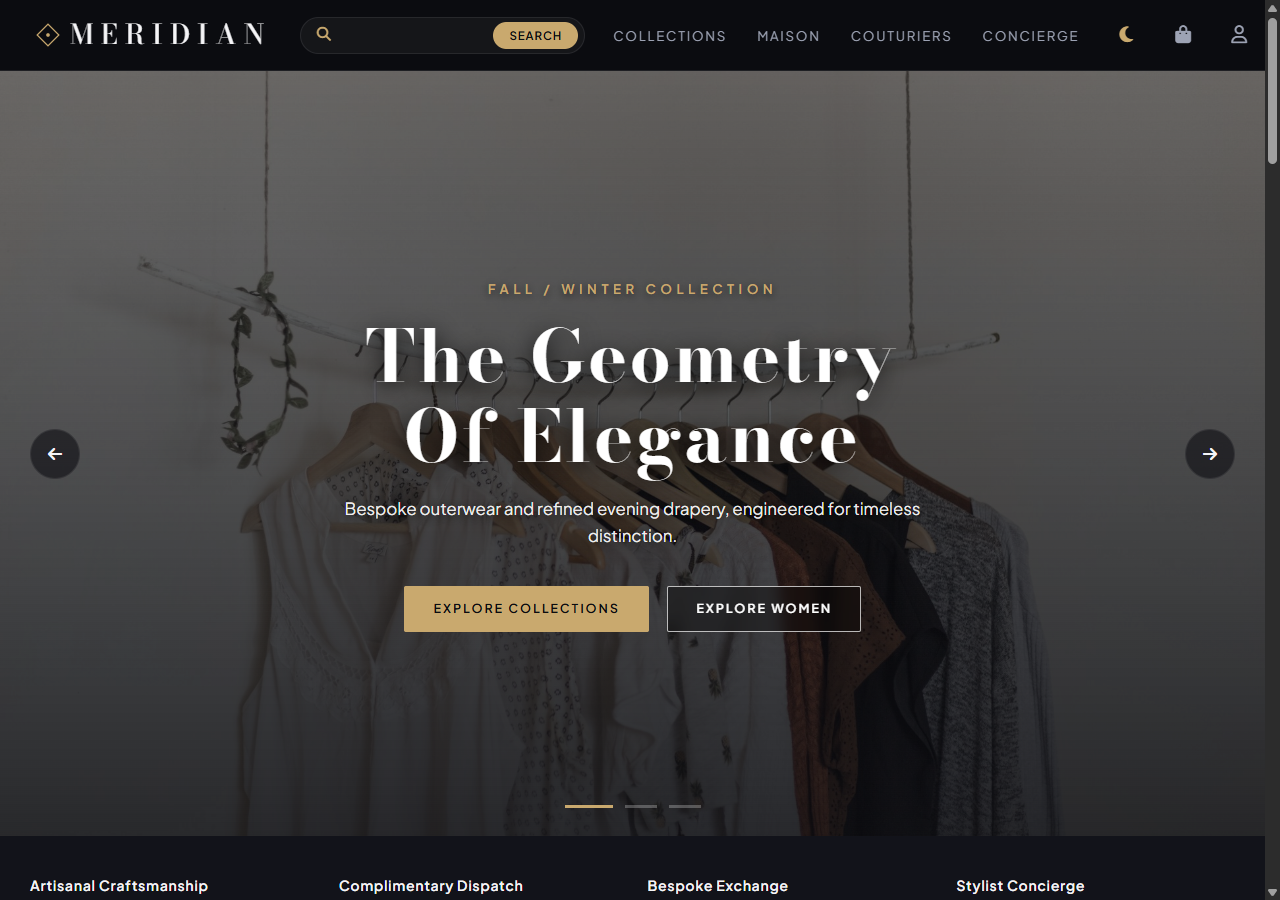 MERIDIAN
SEARCH
COLLECTIONS
MAISON
COUTURIERS
CONCIERGE
FALL / WINTER COLLECTION
The Geometry
Of Elegance
Bespoke outerwear and refined evening drapery, engineered for timeless
distinction.
EXPLORE COLLECTIONS
EXPLORE WOMEN
Artisanal Craftsmanship
Complimentary Dispatch
Bespoke Exchange
Stylist Concierge